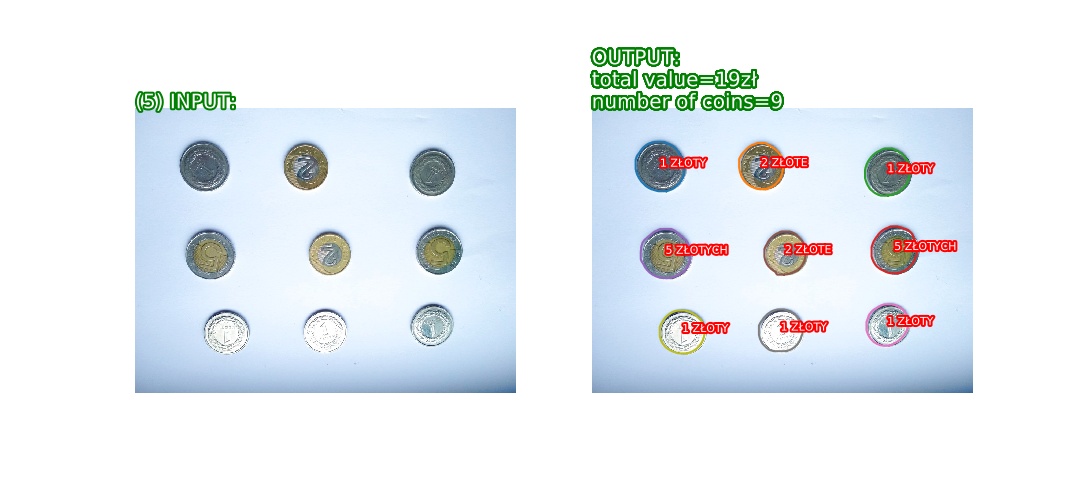 (5) INPUT:
OUTPUT:
total value=19zł
number of coins=9
1 ZŁOTY
2 ZŁOTE
1 ZŁOTY
5 ZŁOTYCH
2 ZŁOTE
5 ZŁOTYCH
1 ZŁOTY
1 ZŁOTY
1 ZŁOTY